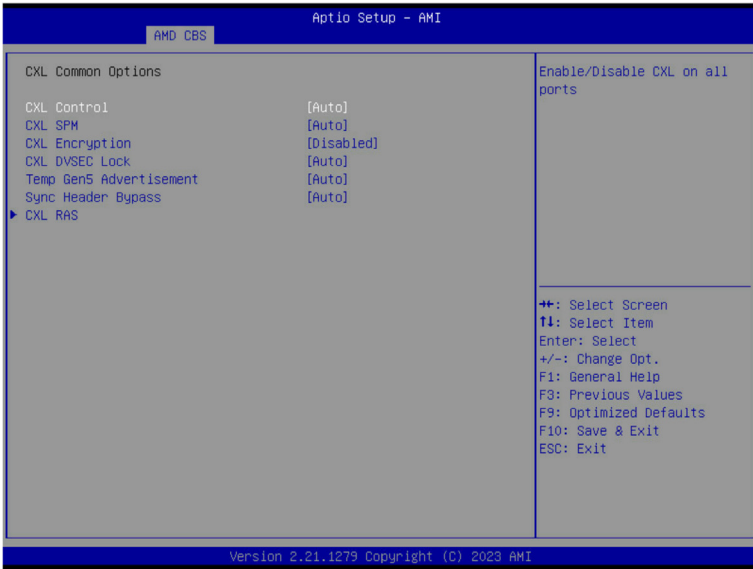 Aptio Setup - AMI
AMD CBS
CXL Common Options
CXL Control [Auto]
CXL SPM [Auto]
CXL Encryption [Disabled]
CXL DVSEC Lock [Auto]
Temp Gen5 Advertisement [Auto]
Sync Header Bypass [Auto]
CXL RAS
Enable/Disable CXL on all
ports
→←: Select Screen
↑↓: Select Item
Enter: Select
+/-: Change Opt.
F1: General Help
F3: Previous Values
F9: Optimized Defaults
F10: Save & Exit
ESC: Exit
Version 2.21.1279 Copyright (C) 2023 AMI